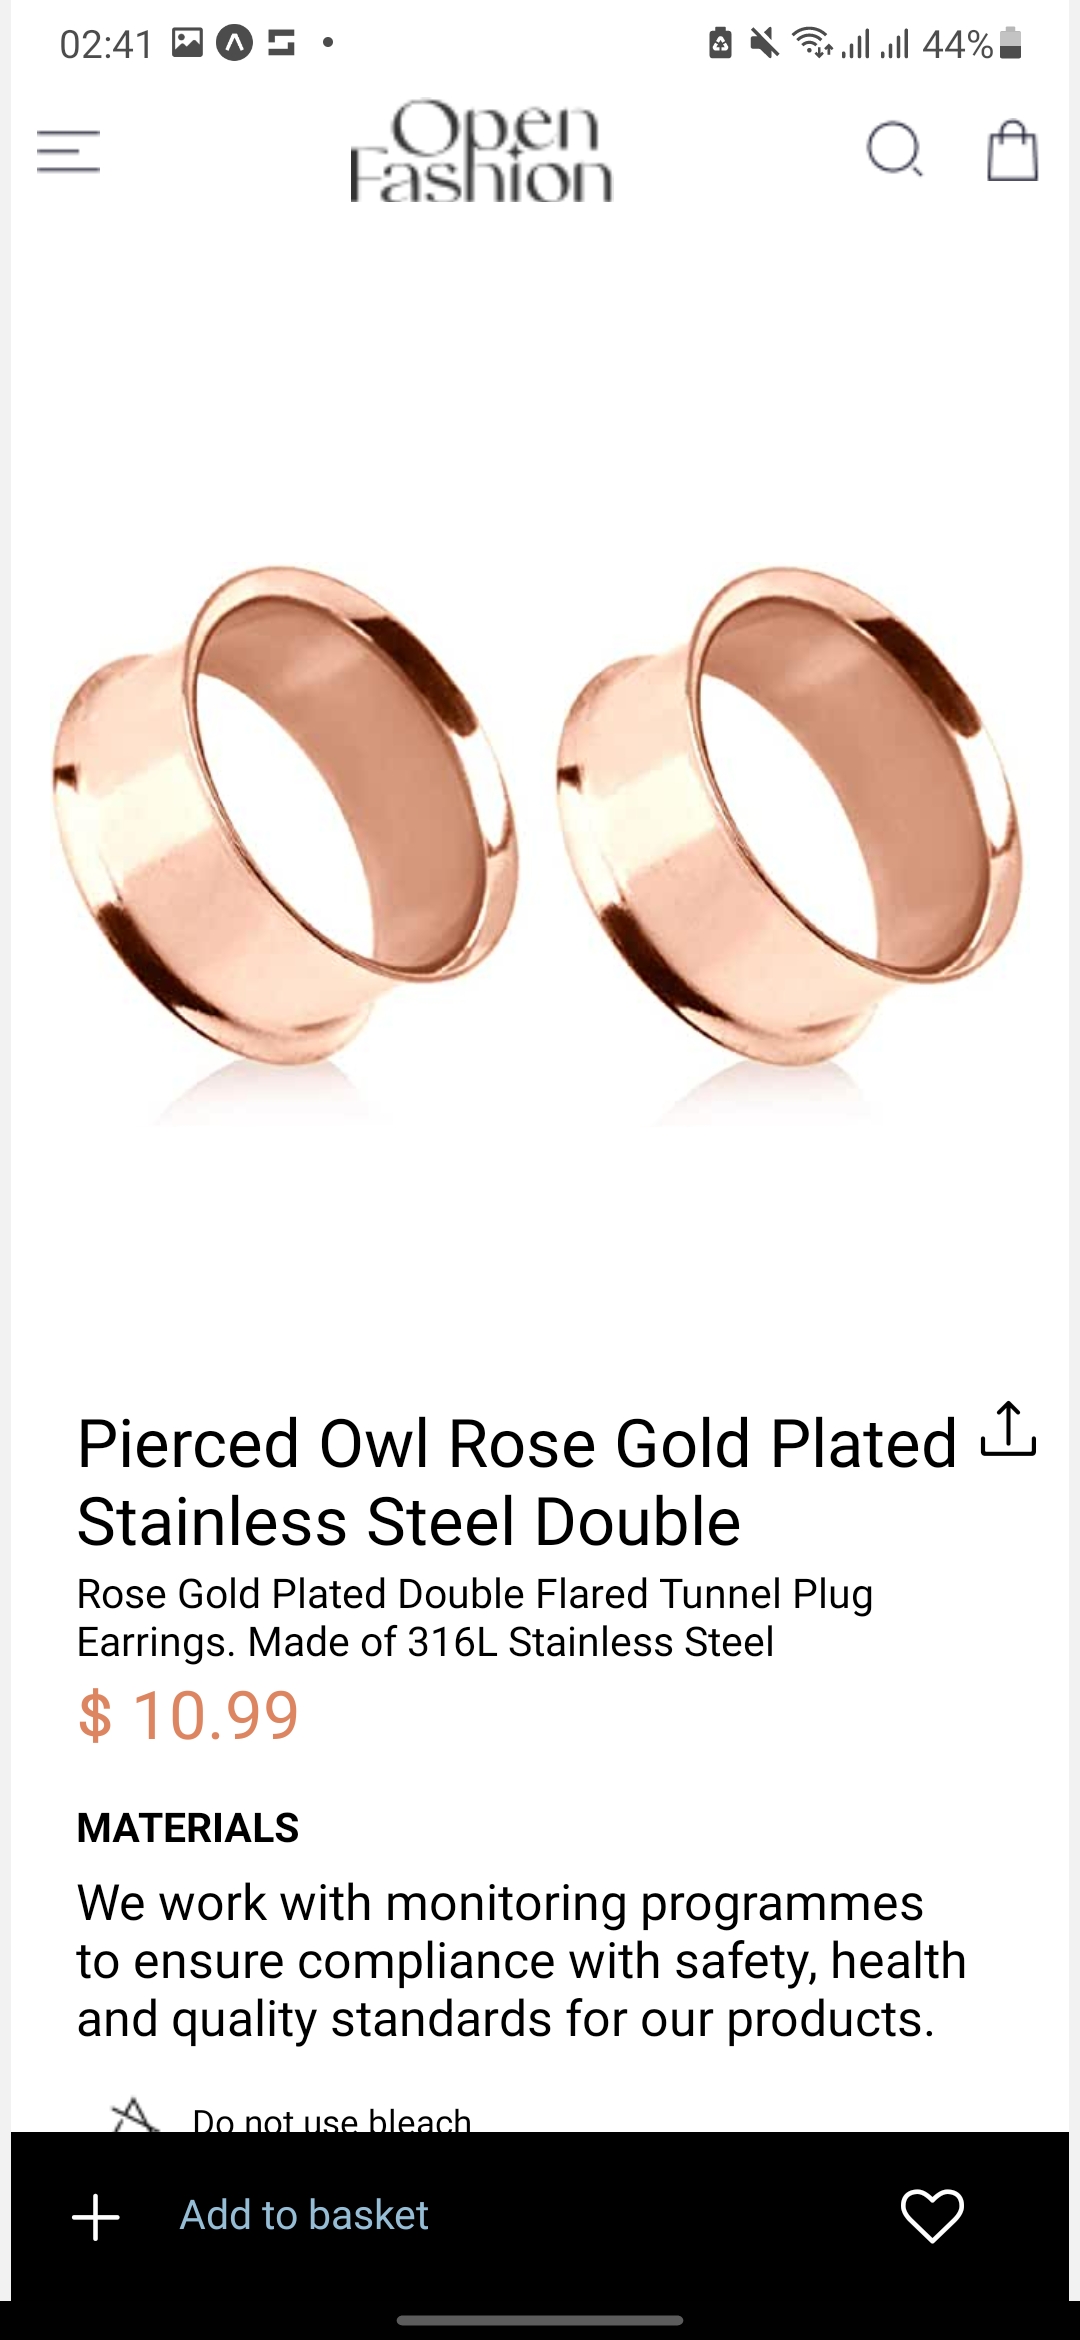 02:41
44%
Open
Fashion
Pierced Owl Rose Gold Plated
Stainless Steel Double
Rose Gold Plated Double Flared Tunnel Plug
Earrings. Made of 316L Stainless Steel
$ 10.99
MATERIALS
We work with monitoring programmes
to ensure compliance with safety, health
and quality standards for our products.
Do not use bleach
Add to basket